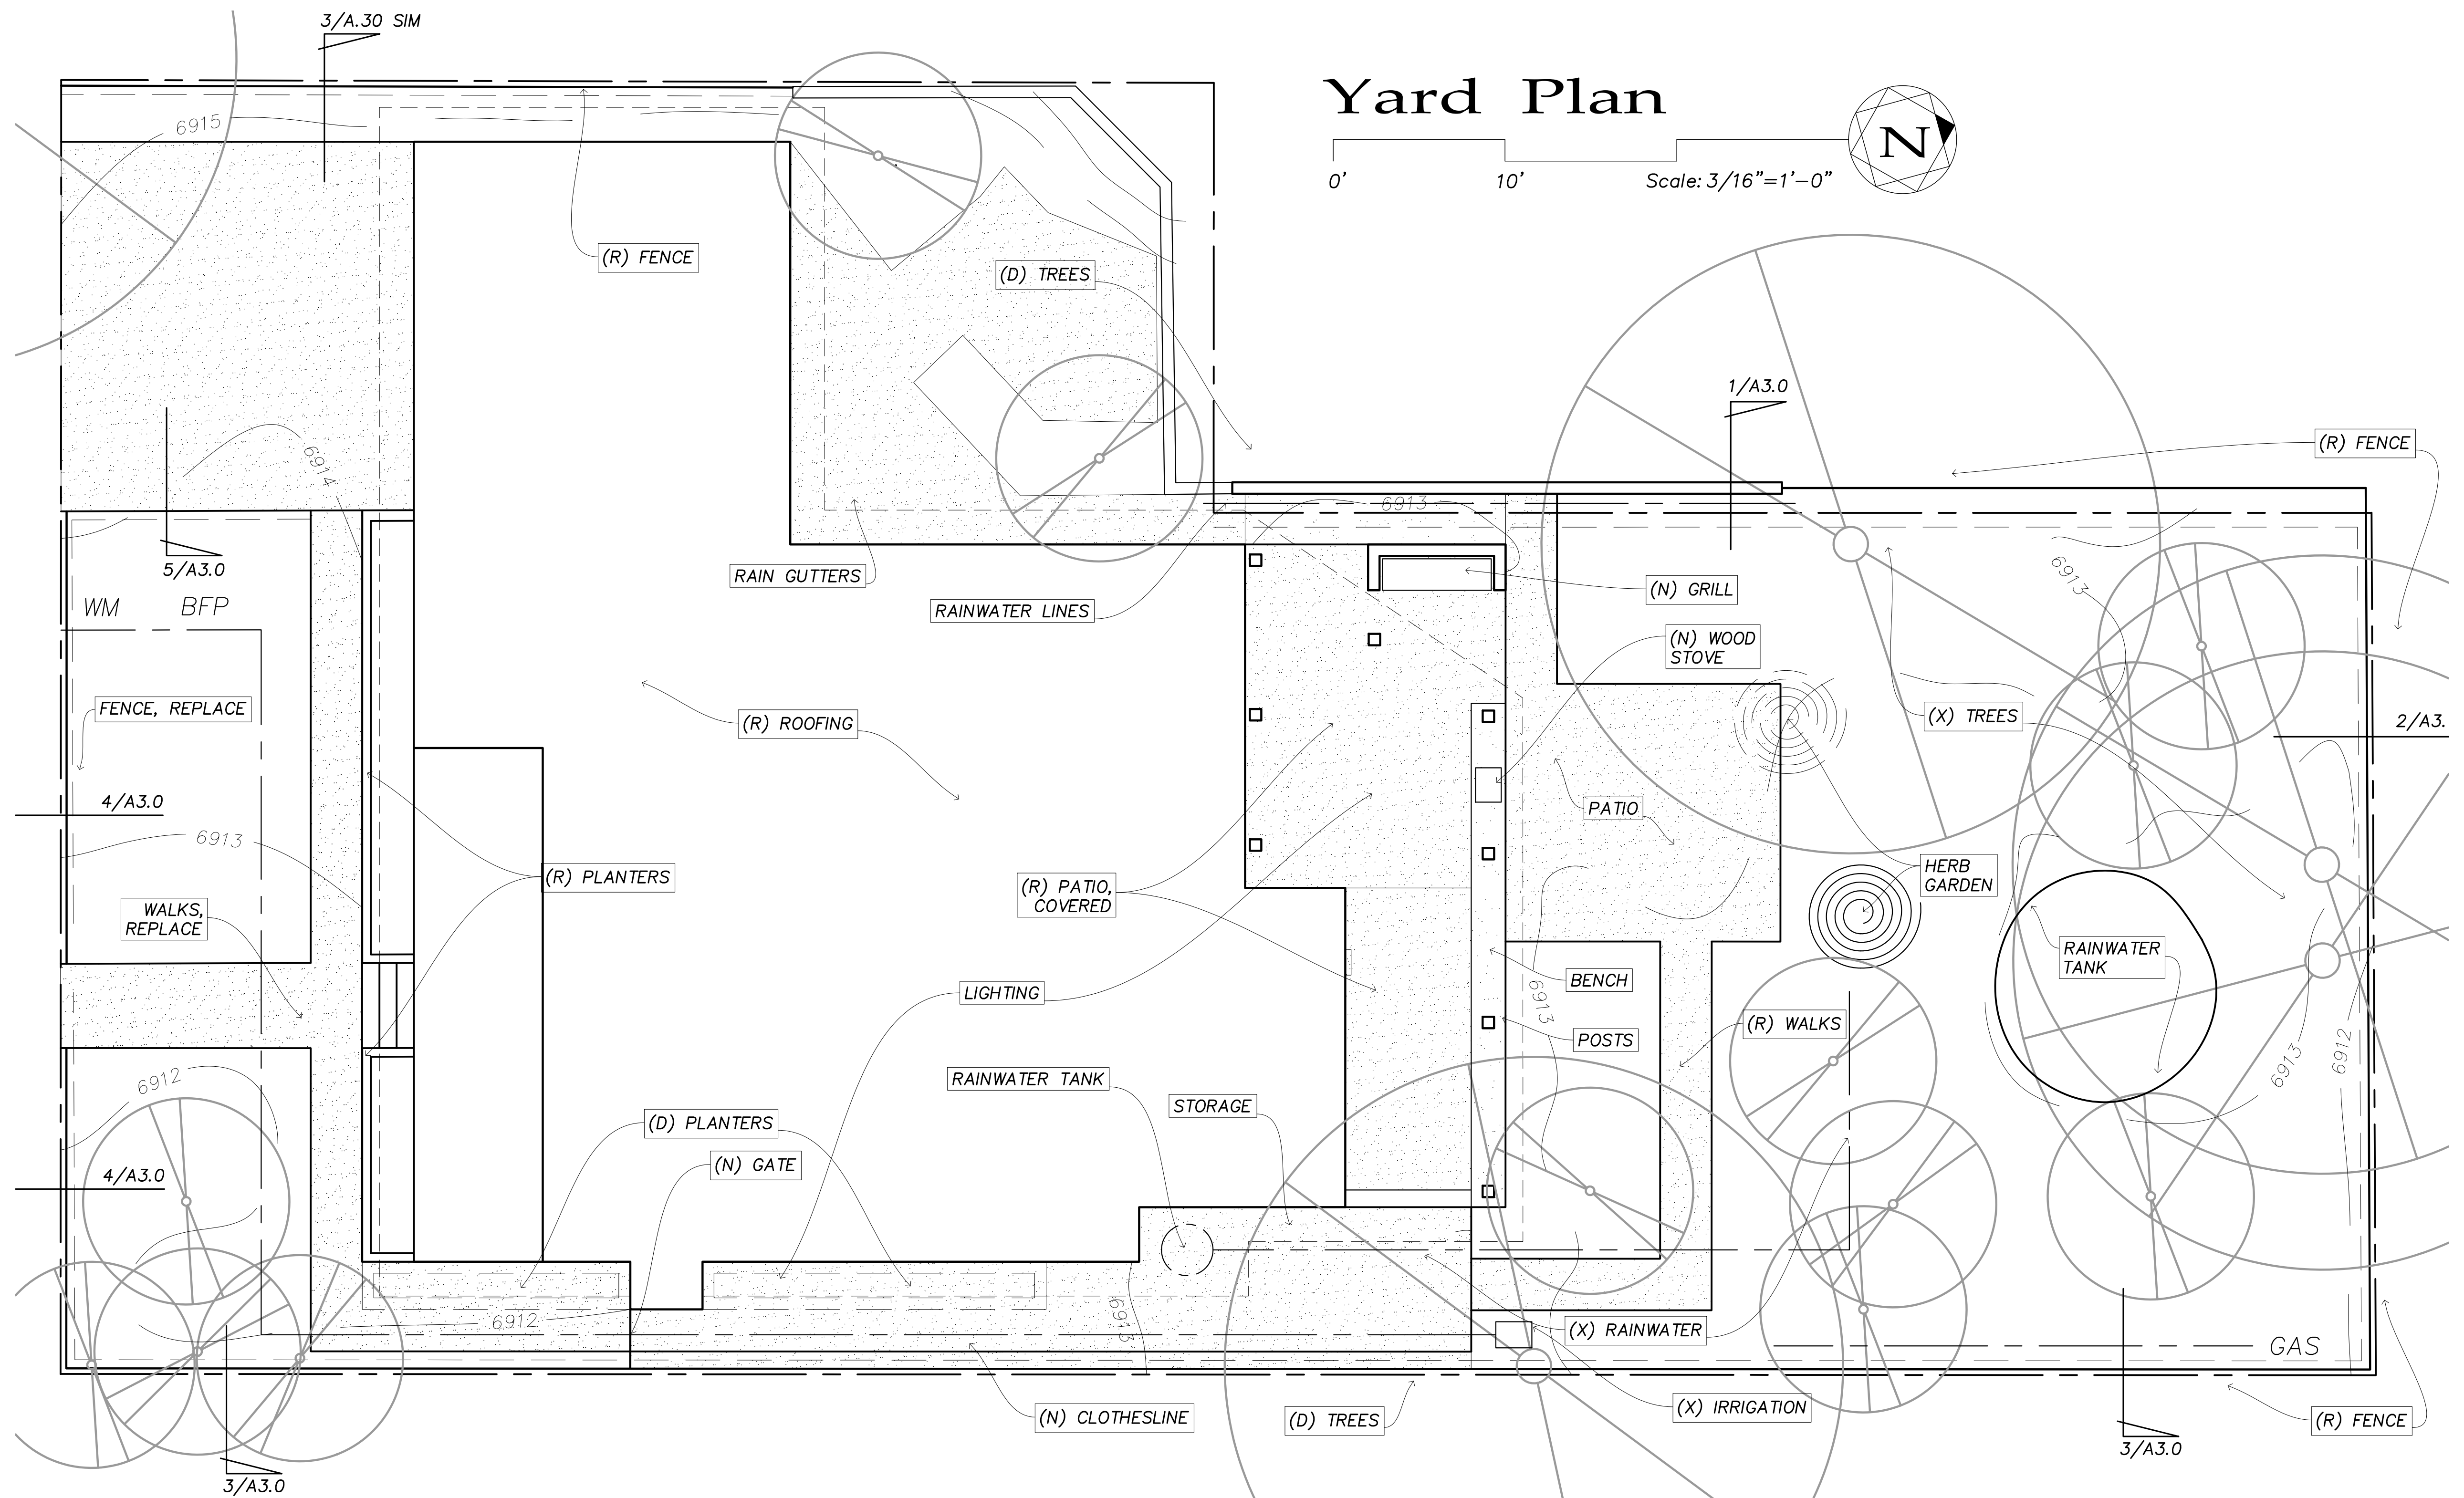 3/A.30 SIM
Yard Plan
N
0'
10'
Scale: 3/16"=1'-0"
6915
(R) FENCE
(D) TREES
1/A3.0
(R) FENCE
6914
6913
5/A3.0
RAIN GUTTERS
RAINWATER LINES
(N) GRILL
6913
WM
BFP
(N) WOOD
STOVE
FENCE, REPLACE
(R) ROOFING
(X) TREES
2/A3.
4/A3.0
PATIO
6913
(R) PLANTERS
HERB
GARDEN
(R) PATIO,
COVERED
WALKS,
REPLACE
RAINWATER
TANK
BENCH
LIGHTING
6913
(R) WALKS
POSTS
6912
6913
6912
RAINWATER TANK
STORAGE
(D) PLANTERS
(N) GATE
4/A3.0
6912
6913
(X) RAINWATER
GAS
(X) IRRIGATION
(N) CLOTHESLINE
(D) TREES
(R) FENCE
3/A3.0
3/A3.0